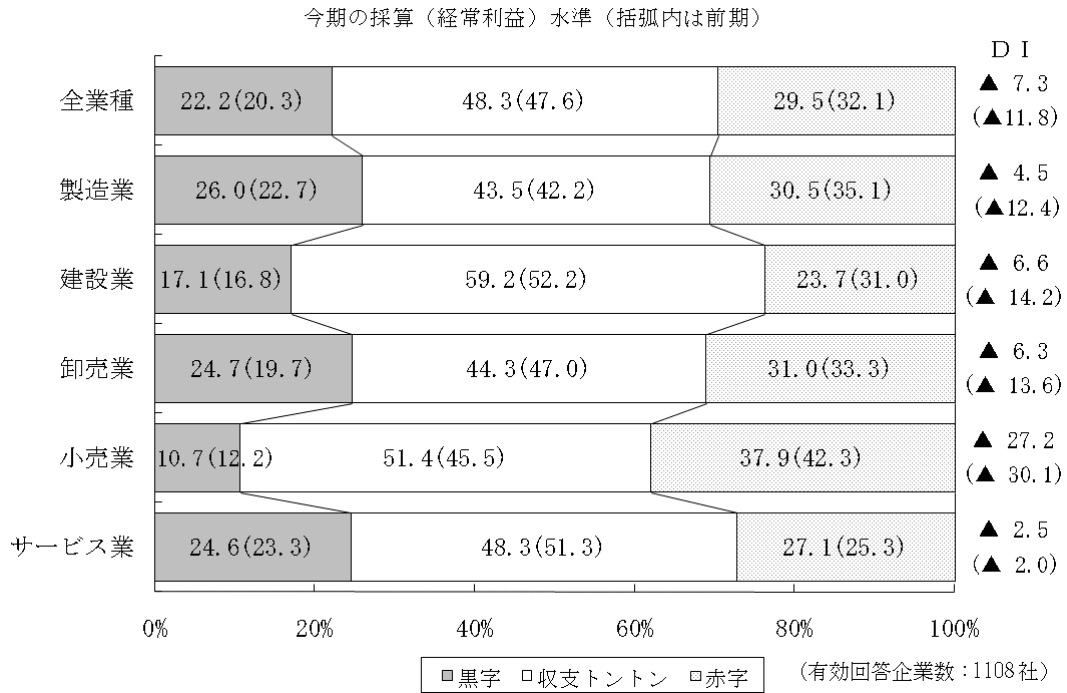 今期の採算（経常利益）水準（括弧内は前期）
ＤＩ
全業種 22.2(20.3) 48.3(47.6) 29.5(32.1) ▲ 7.3
(▲11.8)
製造業 26.0(22.7) 43.5(42.2) 30.5(35.1) ▲ 4.5
(▲12.4)
建設業 17.1(16.8) 59.2(52.2) 23.7(31.0) ▲ 6.6
(▲ 14.2)
卸売業 24.7(19.7) 44.3(47.0) 31.0(33.3) ▲ 6.3
(▲ 13.6)
小売業 10.7(12.2) 51.4(45.5) 37.9(42.3) ▲ 27.2
(▲ 30.1)
サービス業 24.6(23.3) 48.3(51.3) 27.1(25.3) ▲ 2.5
(▲ 2.0)
0% 20% 40% 60% 80% 100%
黒字 収支トントン 赤字 (有効回答企業数：1108社)